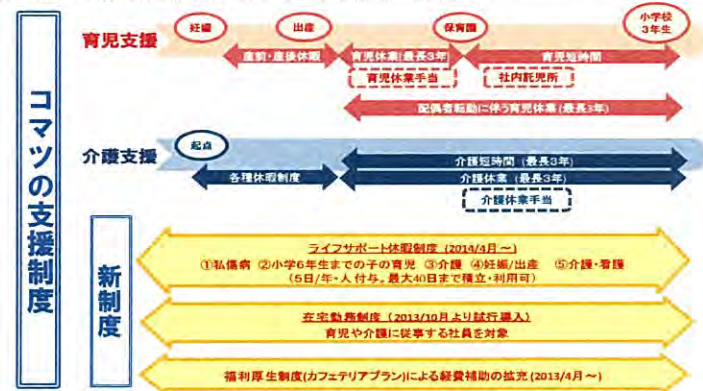 コマツの支援制度
育児支援
妊娠
出産
保育園
小学校
3年生
産前・産後休暇
育児休業(最長3年)
育児短時間
育児休業手当
社内託児所
配偶者転勤に伴う育児休業(最長3年)
介護支援
起点
介護短時間 (最長3年)
各種休暇制度
介護休業 (最長3年)
介護休業手当
新制度
ライフサポート休暇制度 (2014/4月～)
①私傷病 ②小学6年生までの子の育児 ③介護 ④妊娠/出産 ⑤介護・看護
(5日/年・人付与。最大40日まで積立・利用可)
在宅勤務制度 (2013/10月より試行導入)
育児や介護に従事する社員を対象
福利厚生制度(カフェテリアプラン)による経費補助の拡充(2013/4月～)